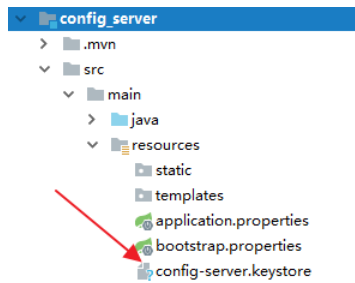 config_server
.mvn
src
main
java
resources
static
templates
application.properties
bootstrap.properties
config-server.keystore